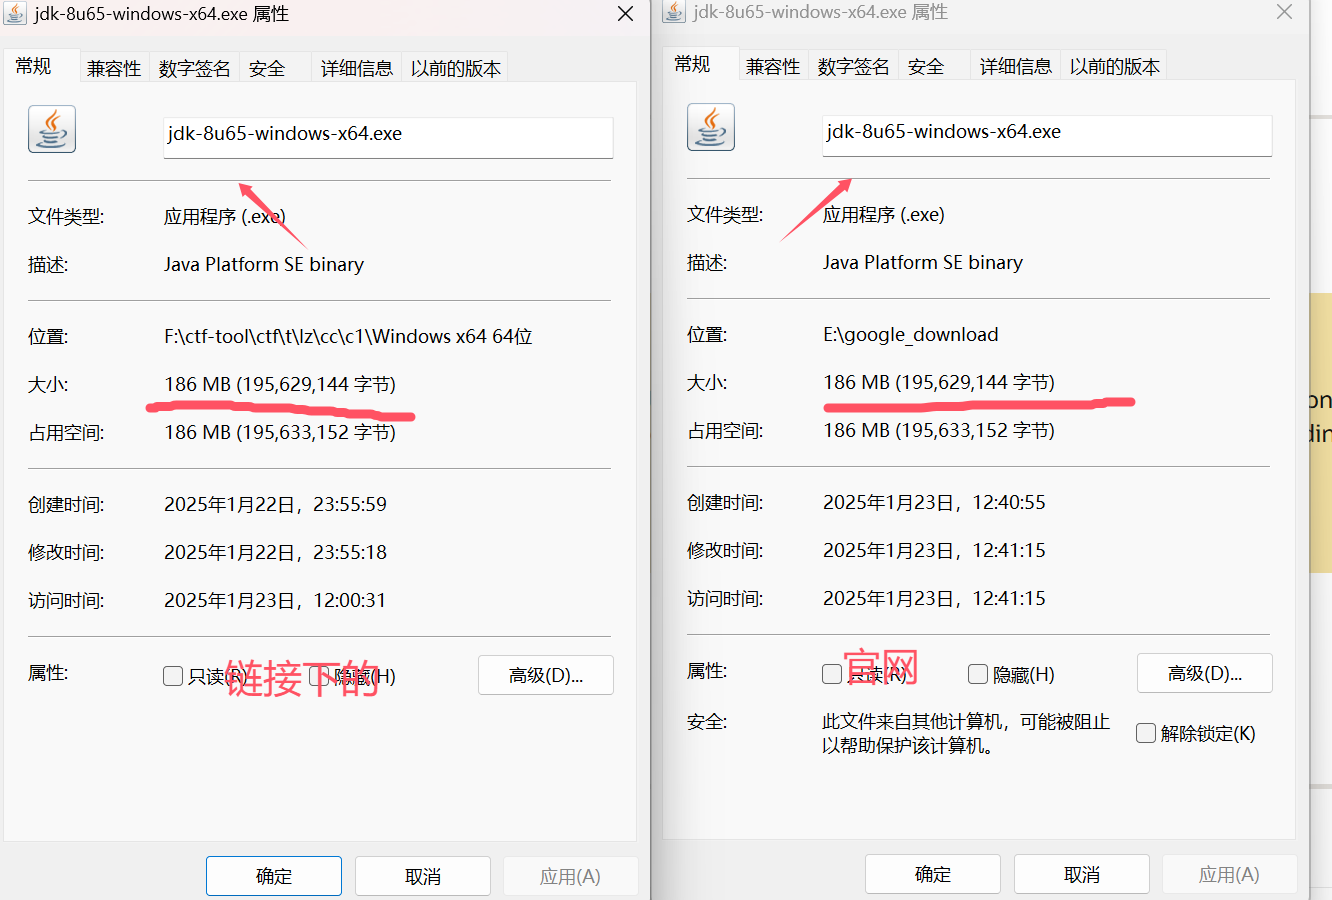 jdk-8u65-windows-x64.exe 属性
常规
兼容性
数字签名
安全
详细信息
以前的版本
jdk-8u65-windows-x64.exe
文件类型:
应用程序 (.exe)
描述:
Java Platform SE binary
位置:
F:\ctf-tool\ctf\t\lz\cc\c1\Windows x64 64位
大小:
186 MB (195,629,144 字节)
占用空间:
186 MB (195,633,152 字节)
创建时间:
2025年1月22日，23:55:59
修改时间:
2025年1月22日，23:55:18
访问时间:
2025年1月23日，12:00:31
属性:
只读(R)
隐藏(H)
链接下的
高级(D)...
确定
取消
应用(A)
jdk-8u65-windows-x64.exe 属性
常规
兼容性
数字签名
安全
详细信息
以前的版本
jdk-8u65-windows-x64.exe
文件类型:
应用程序 (.exe)
描述:
Java Platform SE binary
位置:
E:\google_download
大小:
186 MB (195,629,144 字节)
占用空间:
186 MB (195,633,152 字节)
创建时间:
2025年1月23日，12:40:55
修改时间:
2025年1月23日，12:41:15
访问时间:
2025年1月23日，12:41:15
属性:
只读(R)
官网
隐藏(H)
高级(D)...
安全:
此文件来自其他计算机，可能被阻止
以帮助保护该计算机。
解除锁定(K)
确定
取消
应用(A)